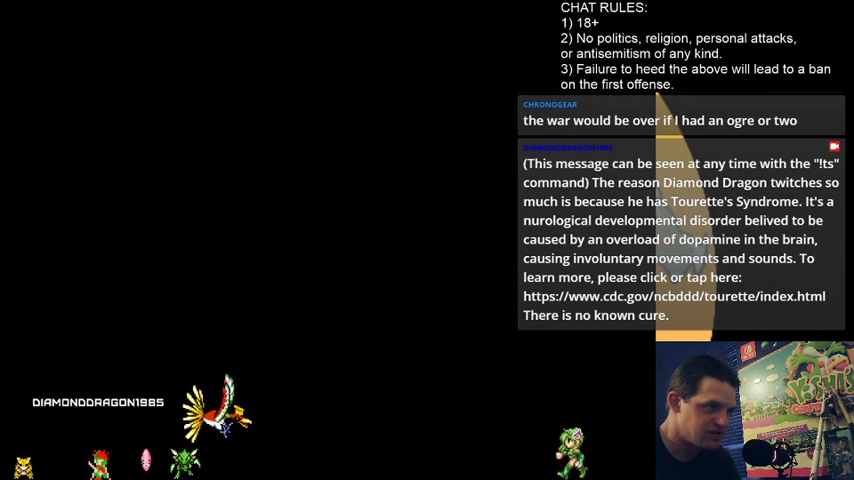 CHAT RULES:
1) 18+
2) No politics, religion, personal attacks,
or antisemitism of any kind.
3) Failure to heed the above will lead to a ban
on the first offense.
CHRONOGEAR
the war would be over if I had an ogre or two
DIAMONDDRAGON1985
(This message can be seen at any time with the "!ts"
command) The reason Diamond Dragon twitches so
much is because he has Tourette's Syndrome. It's a
nurological developmental disorder belived to be
caused by an overload of dopamine in the brain,
causing involuntary movements and sounds. To
learn more, please click or tap here:
https://www.cdc.gov/ncbddd/tourette/index.html
There is no known cure.
DIAMONDDRAGON1985